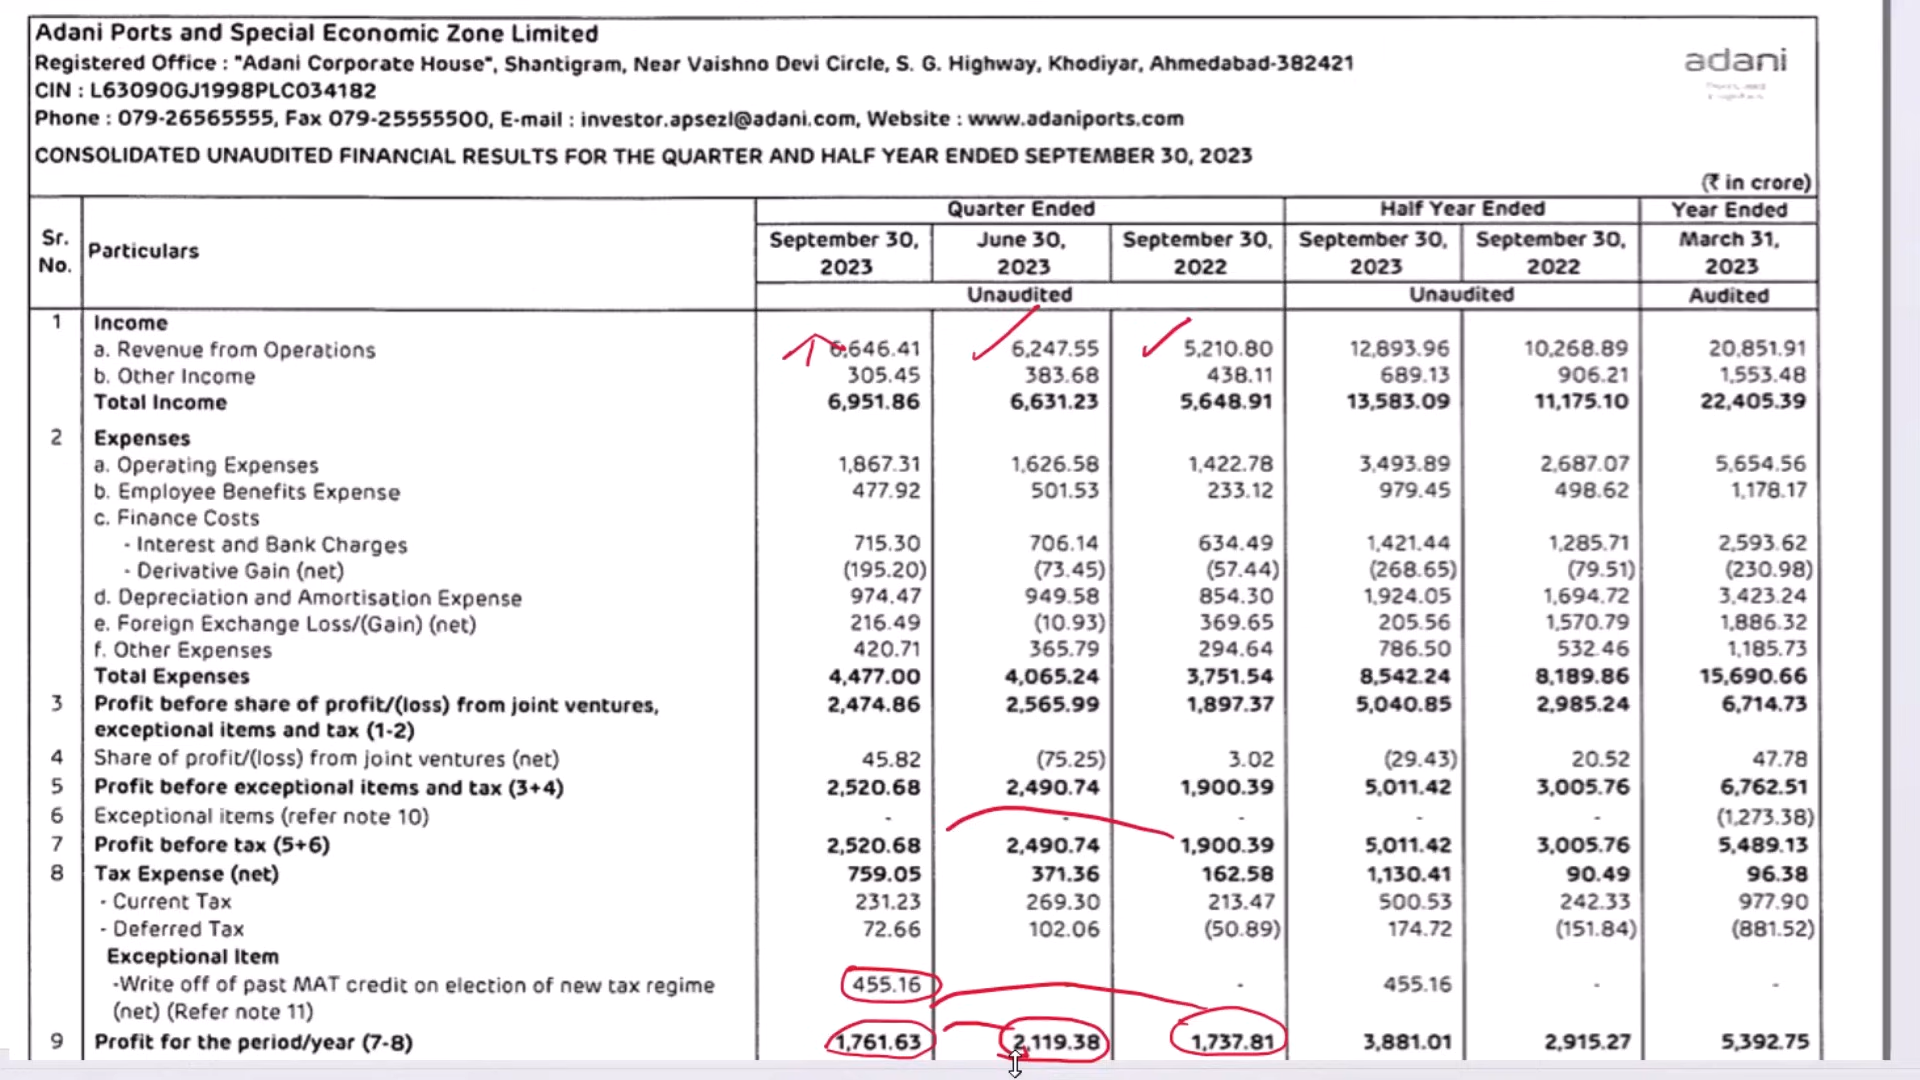 Adani Ports and Special Economic Zone Limited
Registered Office : "Adani Corporate House", Shantigram, Near Vaishno Devi Circle, S. G. Highway, Khodiyar, Ahmedabad-382421
adani
CIN : L63090GJ1998PLC034182
Phone : 079-26565555, Fax 079-25555500, E-mail : investor.apsezl@adani.com, Website : www.adaniports.com
CONSOLIDATED UNAUDITED FINANCIAL RESULTS FOR THE QUARTER AND HALF YEAR ENDED SEPTEMBER 30, 2023
(₹ in crore)
Sr. No. Particulars Quarter Ended Half Year Ended Year Ended
September 30, 2023 June 30, 2023 September 30, 2022 September 30, 2023 September 30, 2022 March 31, 2023
Unaudited Unaudited Audited
1 Income
a. Revenue from Operations 6,646.41 6,247.55 5,210.80 12,893.96 10,268.89 20,851.91
b. Other Income 305.45 383.68 438.11 689.13 906.21 1,553.48
Total Income 6,951.86 6,631.23 5,648.91 13,583.09 11,175.10 22,405.39
2 Expenses
a. Operating Expenses 1,867.31 1,626.58 1,422.78 3,493.89 2,687.07 5,654.56
b. Employee Benefits Expense 477.92 501.53 233.12 979.45 498.62 1,178.17
c. Finance Costs
- Interest and Bank Charges 715.30 706.14 634.49 1,421.44 1,285.71 2,593.62
- Derivative Gain (net) (195.20) (73.45) (57.44) (268.65) (79.51) (230.98)
d. Depreciation and Amortisation Expense 974.47 949.58 854.30 1,924.05 1,694.72 3,423.24
e. Foreign Exchange Loss/(Gain) (net) 216.49 (10.93) 369.65 205.56 1,570.79 1,886.32
f. Other Expenses 420.71 365.79 294.64 786.50 532.46 1,185.73
Total Expenses 4,477.00 4,065.24 3,751.54 8,542.24 8,189.86 15,690.66
3 Profit before share of profit/(loss) from joint ventures, 2,474.86 2,565.99 1,897.37 5,040.85 2,985.24 6,714.73
exceptional items and tax (1-2)
4 Share of profit/(loss) from joint ventures (net) 45.82 (75.25) 3.02 (29.43) 20.52 47.78
5 Profit before exceptional items and tax (3+4) 2,520.68 2,490.74 1,900.39 5,011.42 3,005.76 6,762.51
6 Exceptional items (refer note 10) - - - - - (1,273.38)
7 Profit before tax (5+6) 2,520.68 2,490.74 1,900.39 5,011.42 3,005.76 5,489.13
8 Tax Expense (net) 759.05 371.36 162.58 1,130.41 90.49 96.38
- Current Tax 231.23 269.30 213.47 500.53 242.33 977.90
- Deferred Tax 72.66 102.06 (50.89) 174.72 (151.84) (881.52)
Exceptional Item
-Write off of past MAT credit on election of new tax regime 455.16 - 455.16 - -
(net) (Refer note 11)
9 Profit for the period/year (7-8) 1,761.63 2,119.38 1,737.81 3,881.01 2,915.27 5,392.75